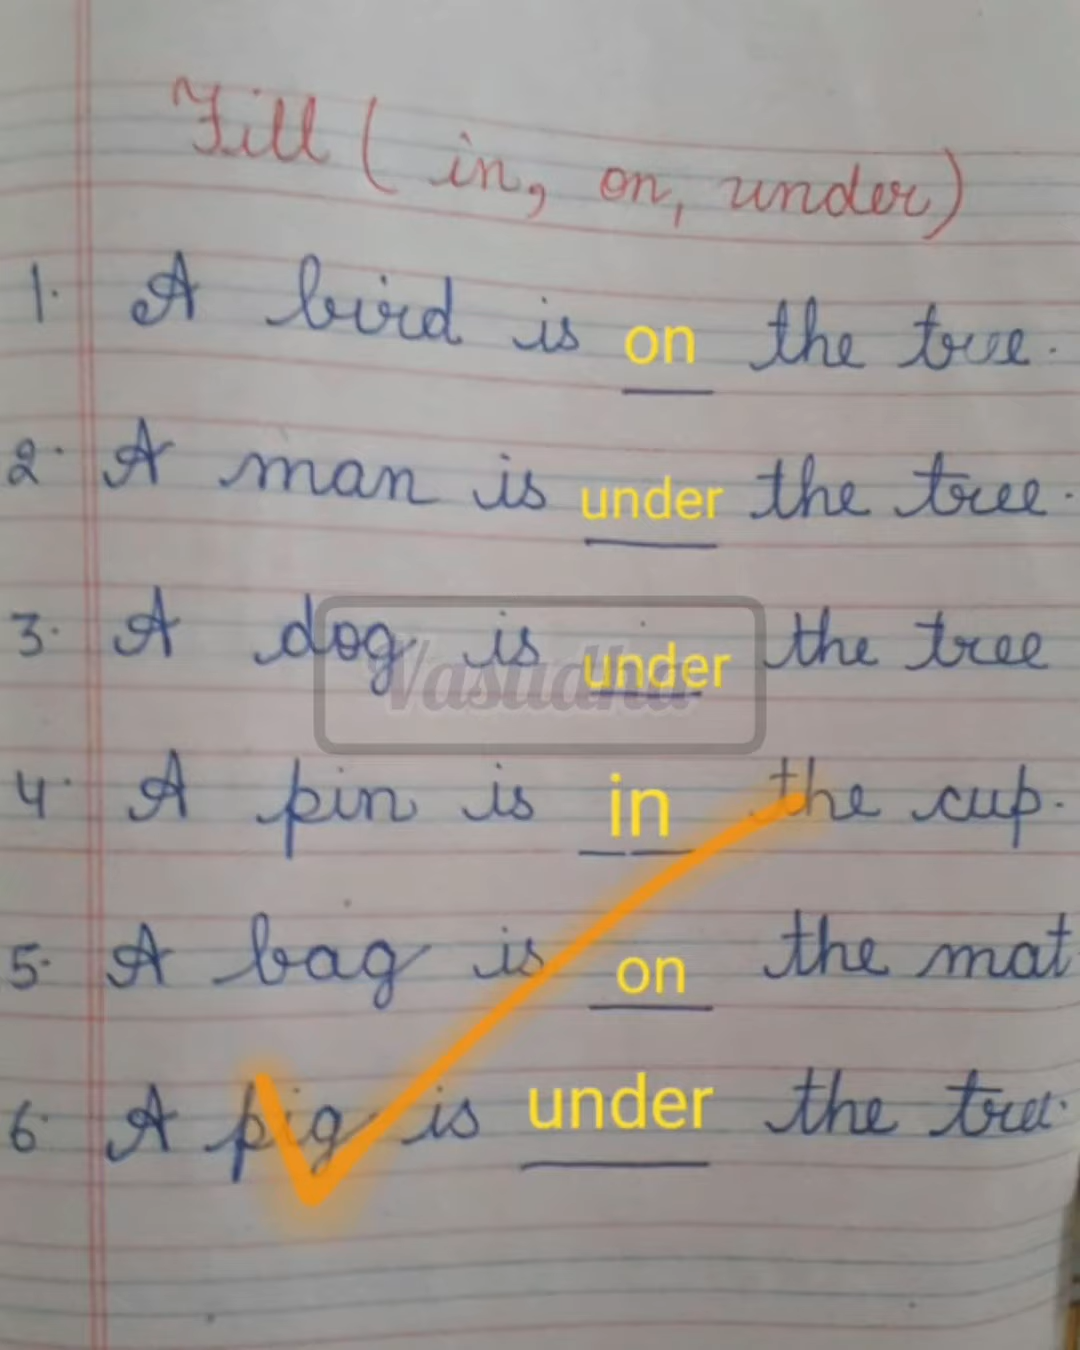 Fill ( in, on, under)
1. A bird is on the tree.
2. A man is under the tree.
3. A dog is under the tree
Vasudha
4. A pin is in the cup.
5. A bag is on the mat
6. A pig is under the tree.